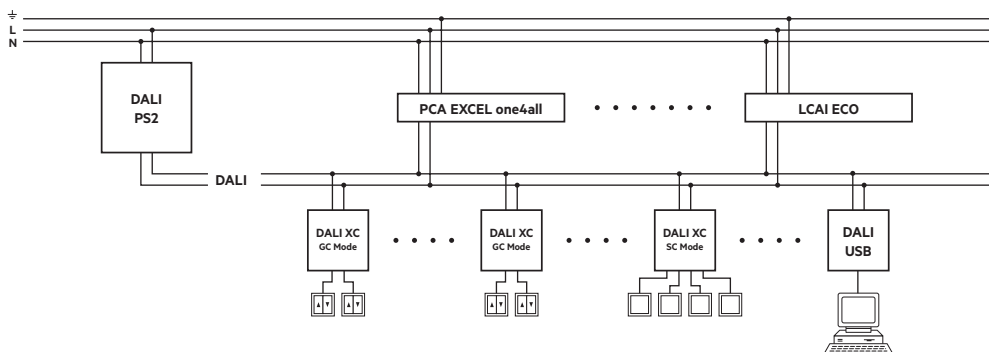 L
N
DALI
PS2
PCA EXCEL one4all
LCAI ECO
DALI
DALI XC
GC Mode
DALI XC
GC Mode
DALI XC
SC Mode
DALI
USB